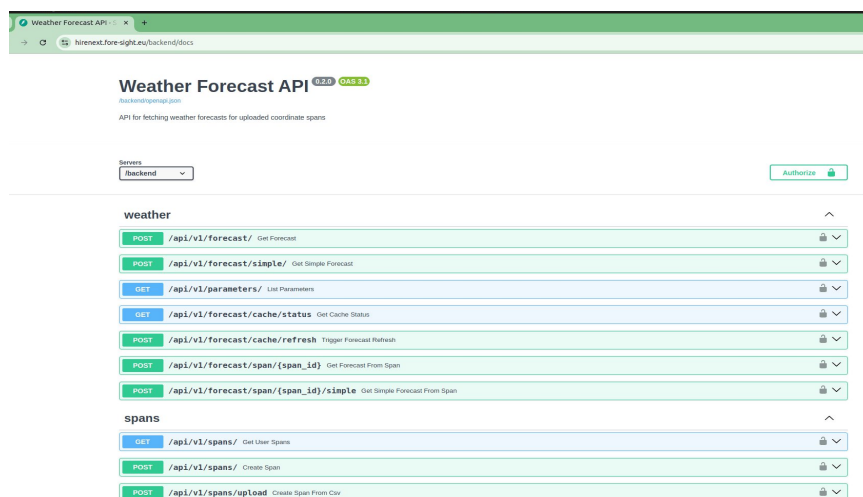 Weather Forecast API - S
hirenext.fore-sight.eu/backend/docs
Weather Forecast API 0.2.0 OAS 3.1
/backend/openapi.json
API for fetching weather forecasts for uploaded coordinate spans
Servers
/backend
Authorize
weather
POST /api/v1/forecast/ Get Forecast
POST /api/v1/forecast/simple/ Get Simple Forecast
GET /api/v1/parameters/ List Parameters
GET /api/v1/forecast/cache/status Get Cache Status
POST /api/v1/forecast/cache/refresh Trigger Forecast Refresh
POST /api/v1/forecast/span/{span_id} Get Forecast From Span
POST /api/v1/forecast/span/{span_id}/simple Get Simple Forecast From Span
spans
GET /api/v1/spans/ Get User Spans
POST /api/v1/spans/ Create Span
POST /api/v1/spans/upload Create Span From Csv